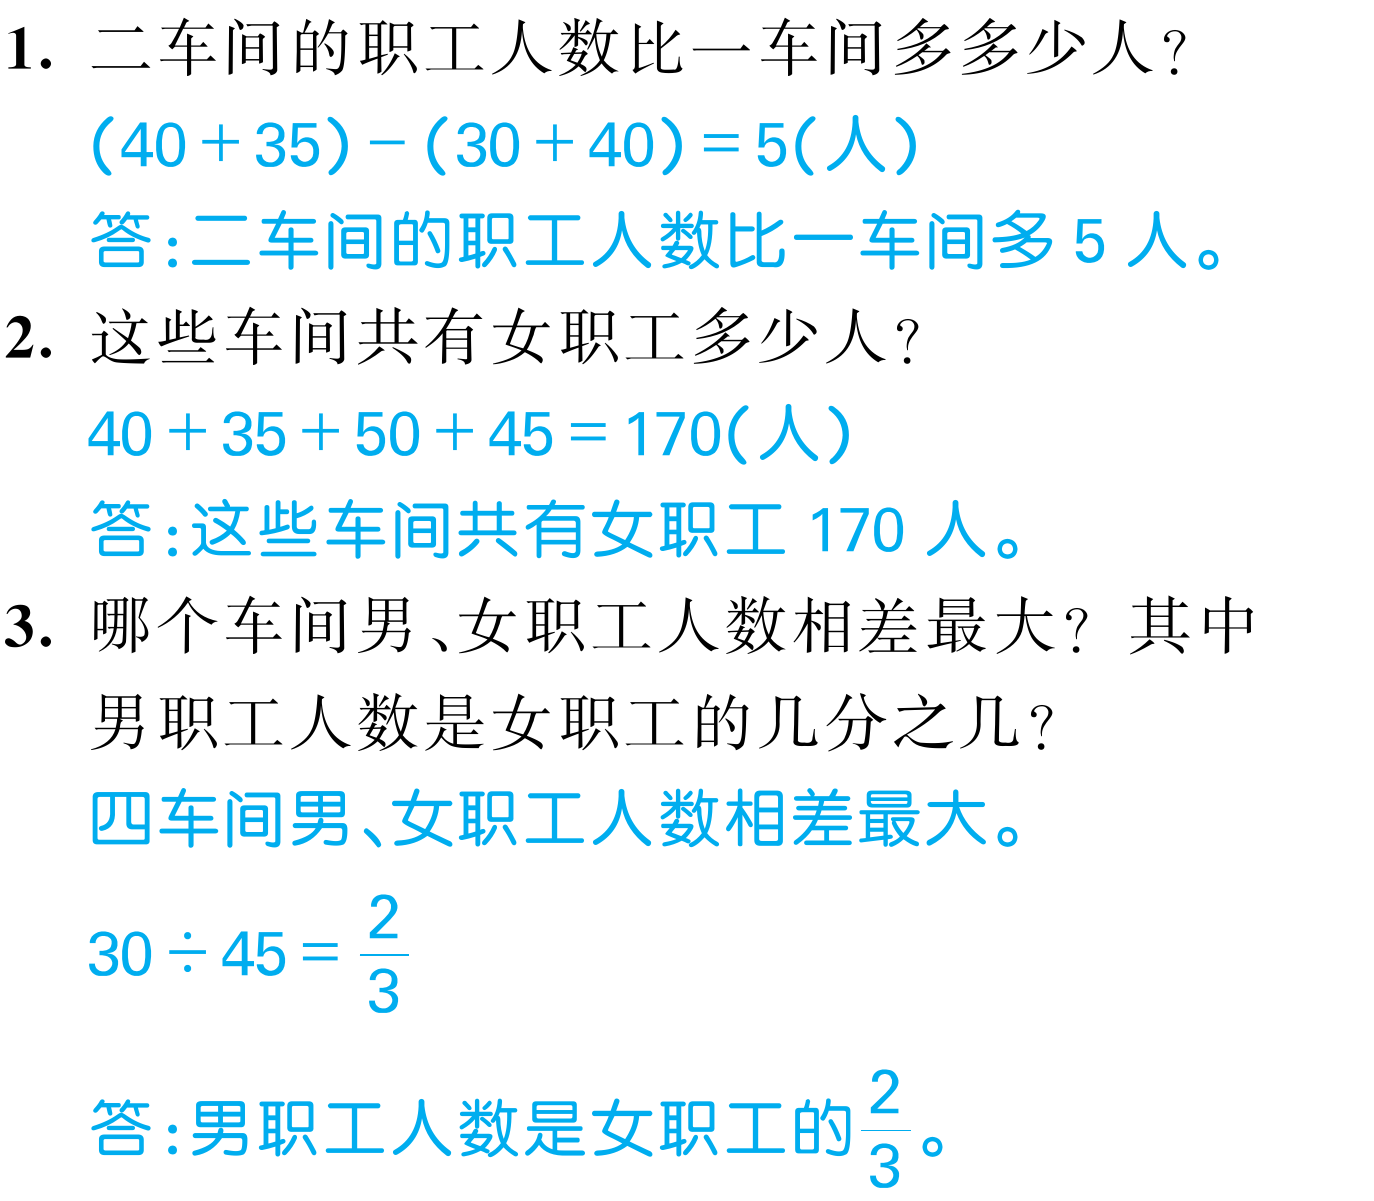 1. 二车间的职工人数比一车间多多少人?
(40+35)-(30+40)=5(人)
答:二车间的职工人数比一车间多 5 人。
2. 这些车间共有女职工多少人?
40+35+50+45=170(人)
答:这些车间共有女职工 170 人。
3. 哪个车间男、女职工人数相差最大? 其中
男职工人数是女职工的几分之几?
四车间男、女职工人数相差最大。
30÷45=2/3
答:男职工人数是女职工的2/3。